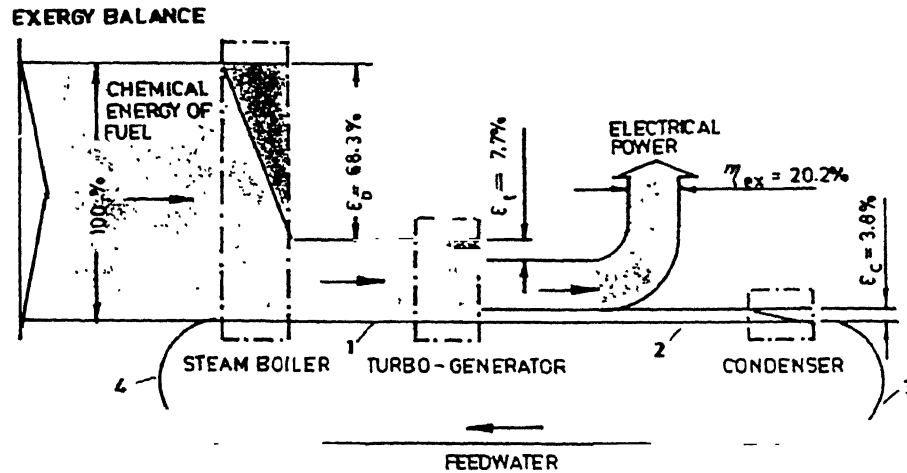 EXERGY BALANCE
CHEMICAL
ENERGY OF
FUEL
100 %
ε_D = 68.3%
ε_t = 7.7%
ELECTRICAL
POWER
η_ex = 20.2%
ε_C = 3.8%
1
2
4
STEAM BOILER
TURBO-GENERATOR
CONDENSER
FEEDWATER